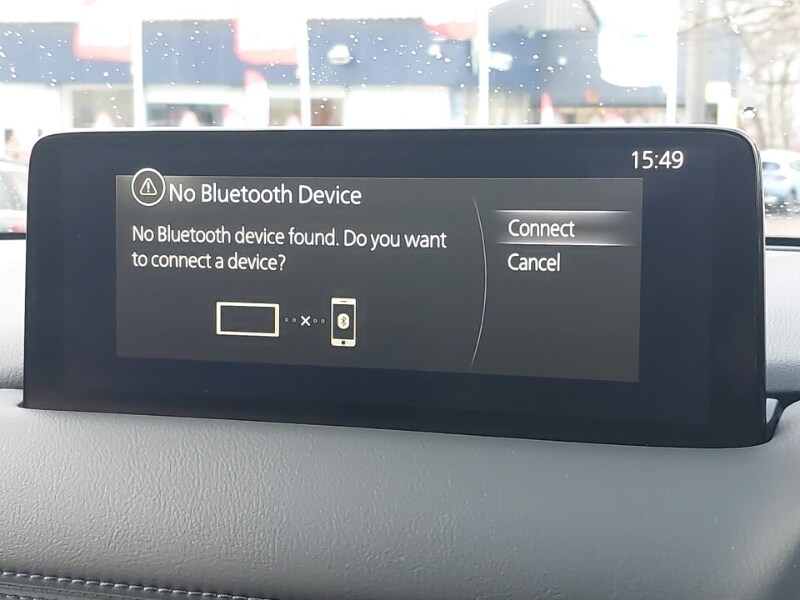 15:49
No Bluetooth Device
No Bluetooth device found. Do you want
to connect a device?
Connect
Cancel